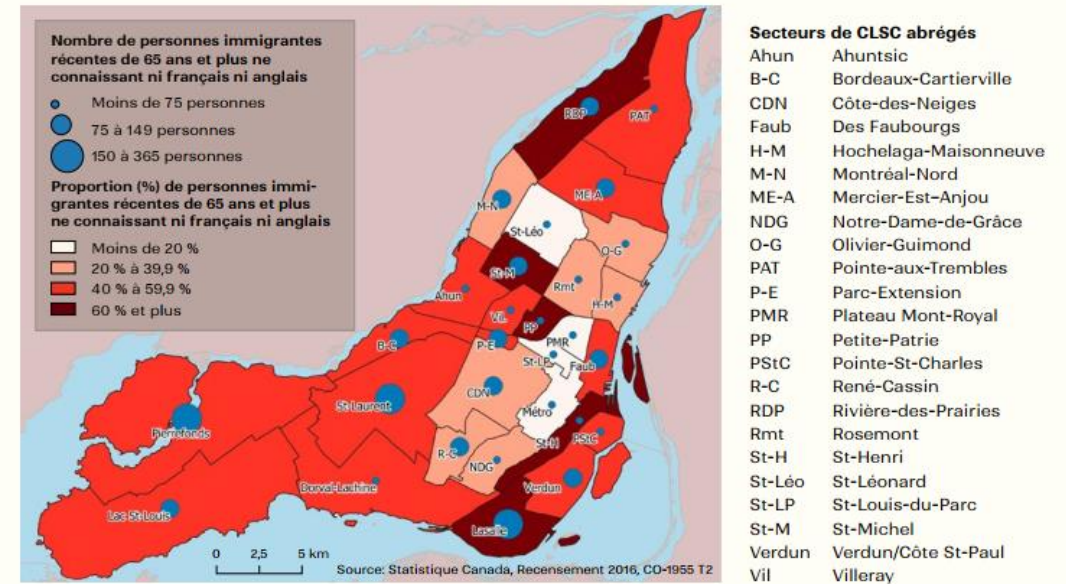 Nombre de personnes immigrantes
récentes de 65 ans et plus ne
connaissant ni français ni anglais
Moins de 75 personnes
75 à 149 personnes
150 à 365 personnes
Proportion (%) de personnes immi-
grantes récentes de 65 ans et plus
ne connaissant ni français ni anglais
Moins de 20 %
20 % à 39,9 %
40 % à 59,9 %
60 % et plus
RDP
PAT
ME-A
M-N
St-Léo
O-G
St-M
Rmt
Ahun
H-M
Vil.
PP
B-C
P-E
PMR
St-LP
Faub
CDN
St-Laurent
Métro
Pierrefonds
St-H
PStC
R-C
NDG
Dorval-Lachine
Verdun
Lac St-Louis
Lasalle
0 2,5 5 km
Source: Statistique Canada, Recensement 2016, CO-1955 T2
Secteurs de CLSC abrégés
Ahun Ahuntsic
B-C Bordeaux-Cartierville
CDN Côte-des-Neiges
Faub Des Faubourgs
H-M Hochelaga-Maisonneuve
M-N Montréal-Nord
ME-A Mercier-Est-Anjou
NDG Notre-Dame-de-Grâce
O-G Olivier-Guimond
PAT Pointe-aux-Trembles
P-E Parc-Extension
PMR Plateau Mont-Royal
PP Petite-Patrie
PStC Pointe-St-Charles
R-C René-Cassin
RDP Rivière-des-Prairies
Rmt Rosemont
St-H St-Henri
St-Léo St-Léonard
St-LP St-Louis-du-Parc
St-M St-Michel
Verdun Verdun/Côte St-Paul
Vil Villeray